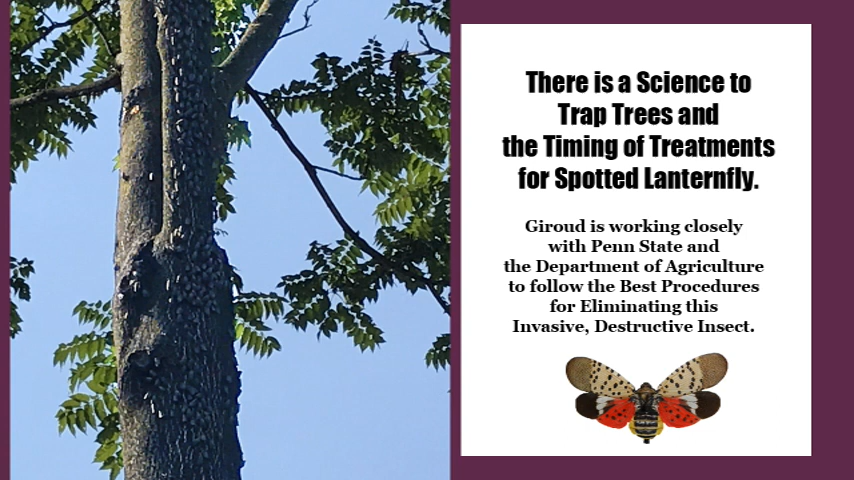 There is a Science to
Trap Trees and
the Timing of Treatments
for Spotted Lanternfly.
Giroud is working closely
with Penn State and
the Department of Agriculture
to follow the Best Procedures
for Eliminating this
Invasive, Destructive Insect.